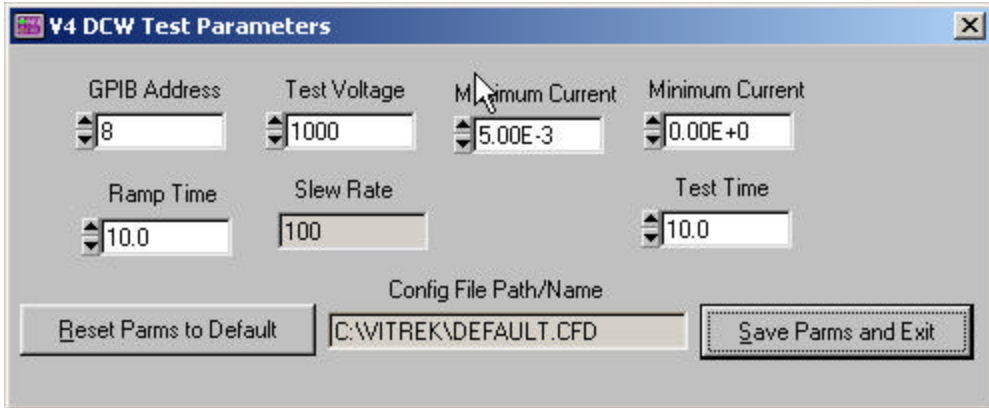 V4 DCW Test Parameters
GPIB Address Test Voltage Maximum Current Minimum Current
8 1000 5.00E-3 0.00E+0
Ramp Time Slew Rate Test Time
10.0 100 10.0
Config File Path/Name
Reset Parms to Default C:\VITREK\DEFAULT.CFD Save Parms and Exit